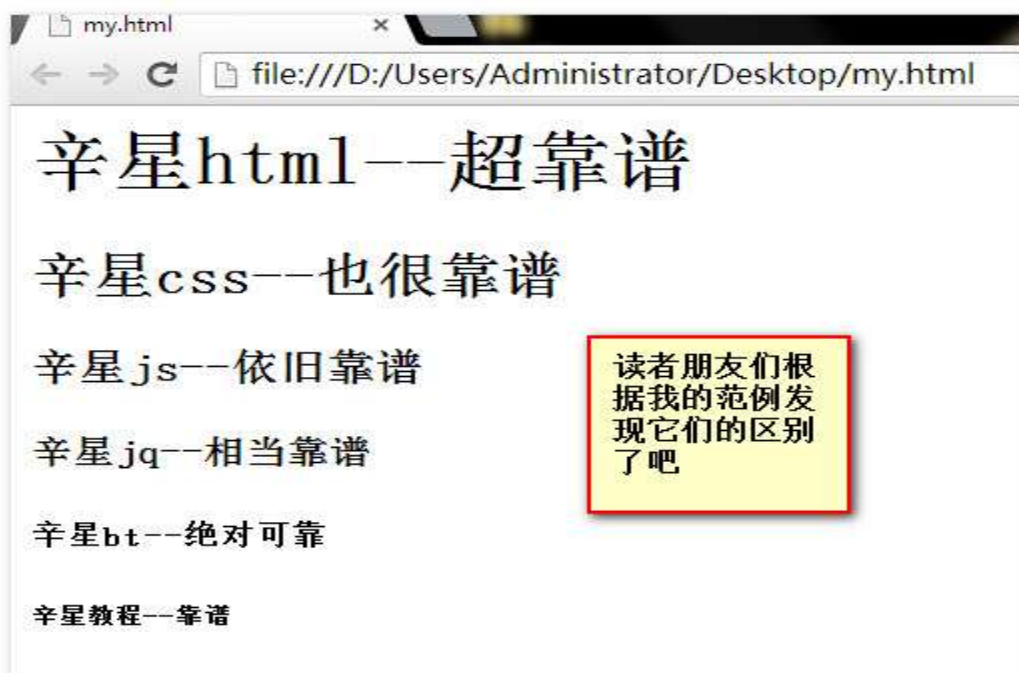 my.html ×
file:///D:/Users/Administrator/Desktop/my.html
辛星html--超靠谱
辛星css--也很靠谱
辛星js--依旧靠谱
读者朋友们根
据我的范例发
现它们的区别
了吧
辛星jq--相当靠谱
辛星bt--绝对可靠
辛星教程--靠谱